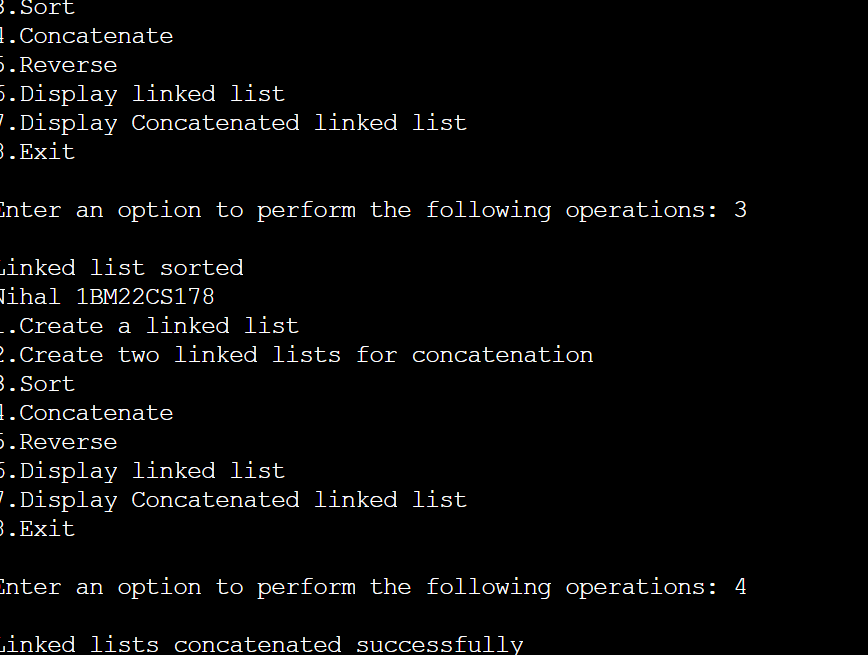 3.Sort
4.Concatenate
5.Reverse
6.Display linked list
7.Display Concatenated linked list
8.Exit
Enter an option to perform the following operations: 3
Linked list sorted
Nihal 1BM22CS178
1.Create a linked list
2.Create two linked lists for concatenation
3.Sort
4.Concatenate
5.Reverse
6.Display linked list
7.Display Concatenated linked list
8.Exit
Enter an option to perform the following operations: 4
Linked lists concatenated successfully